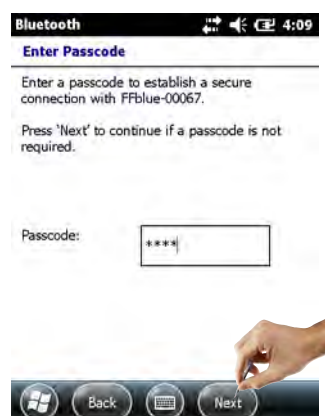 Bluetooth 4:09
Enter Passcode
Enter a passcode to establish a secure
connection with FFblue-00067.
Press 'Next' to continue if a passcode is not
required.
Passcode: ****
Back Next